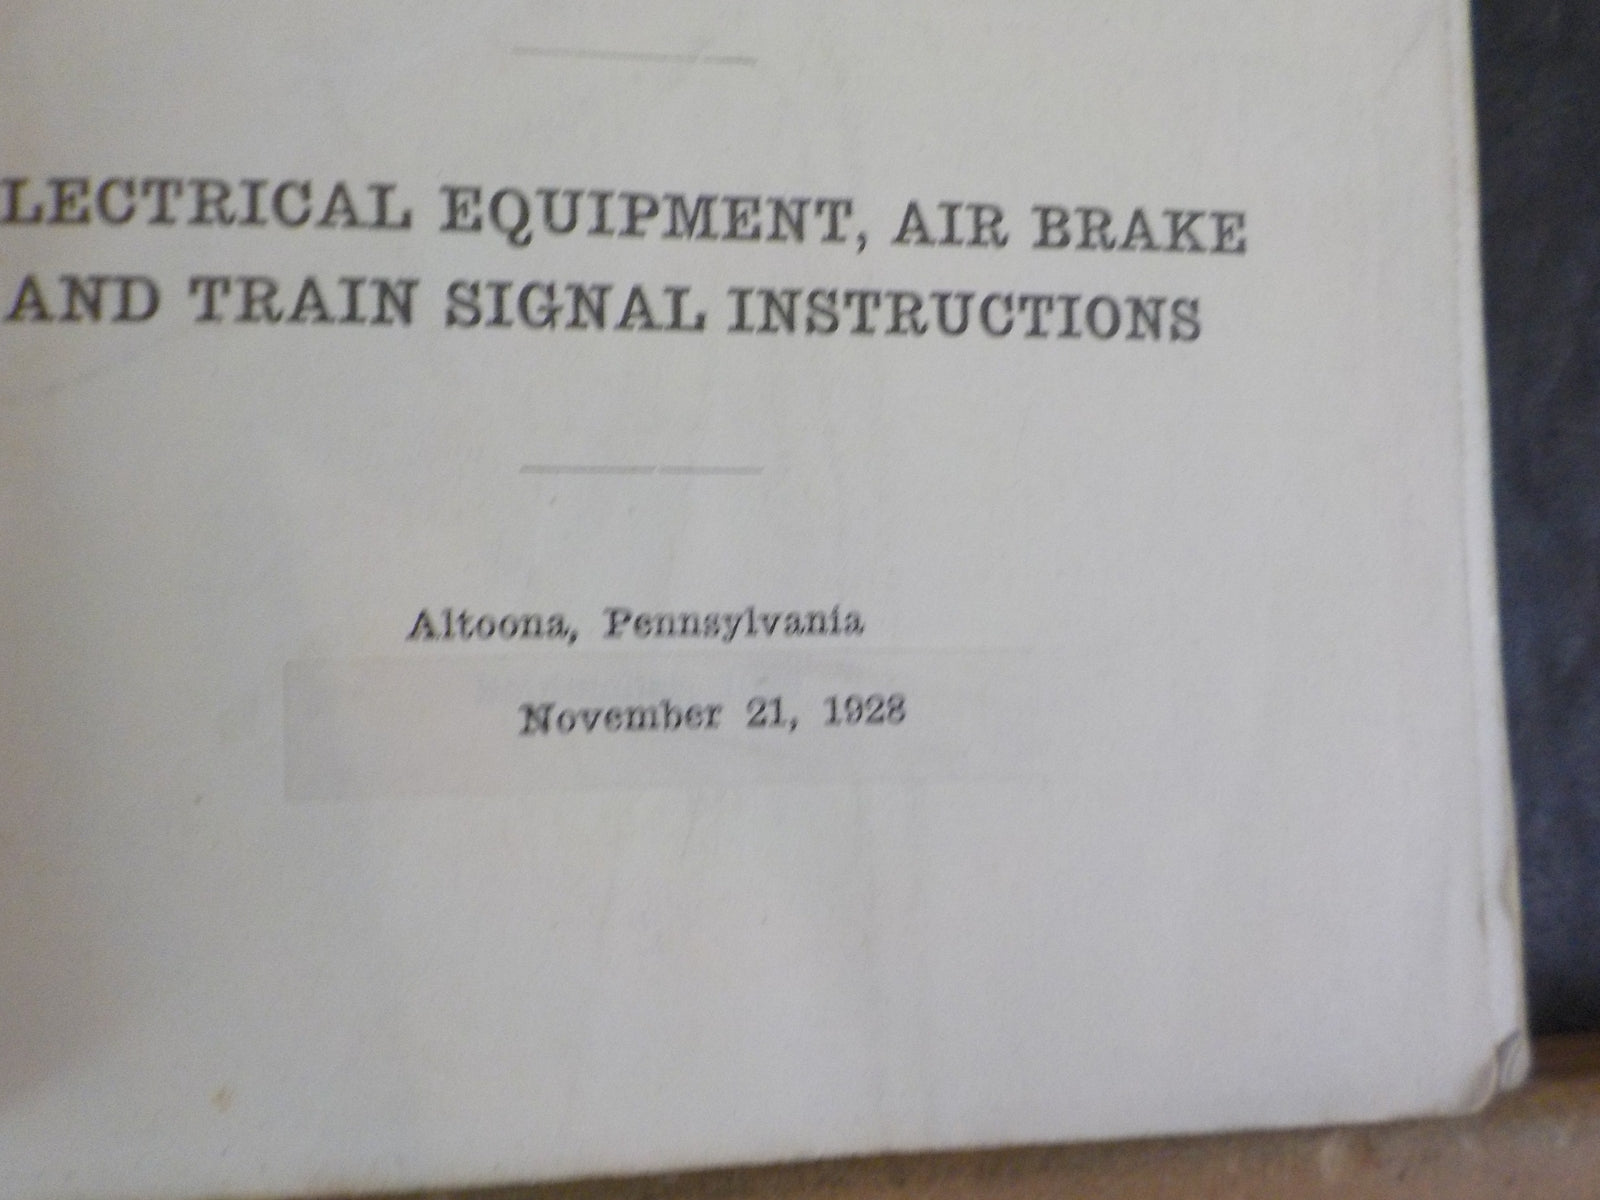 LECTRICAL EQUIPMENT, AIR BRAKE
AND TRAIN SIGNAL INSTRUCTIONS
Altoona, Pennsylvania
November 21, 1928